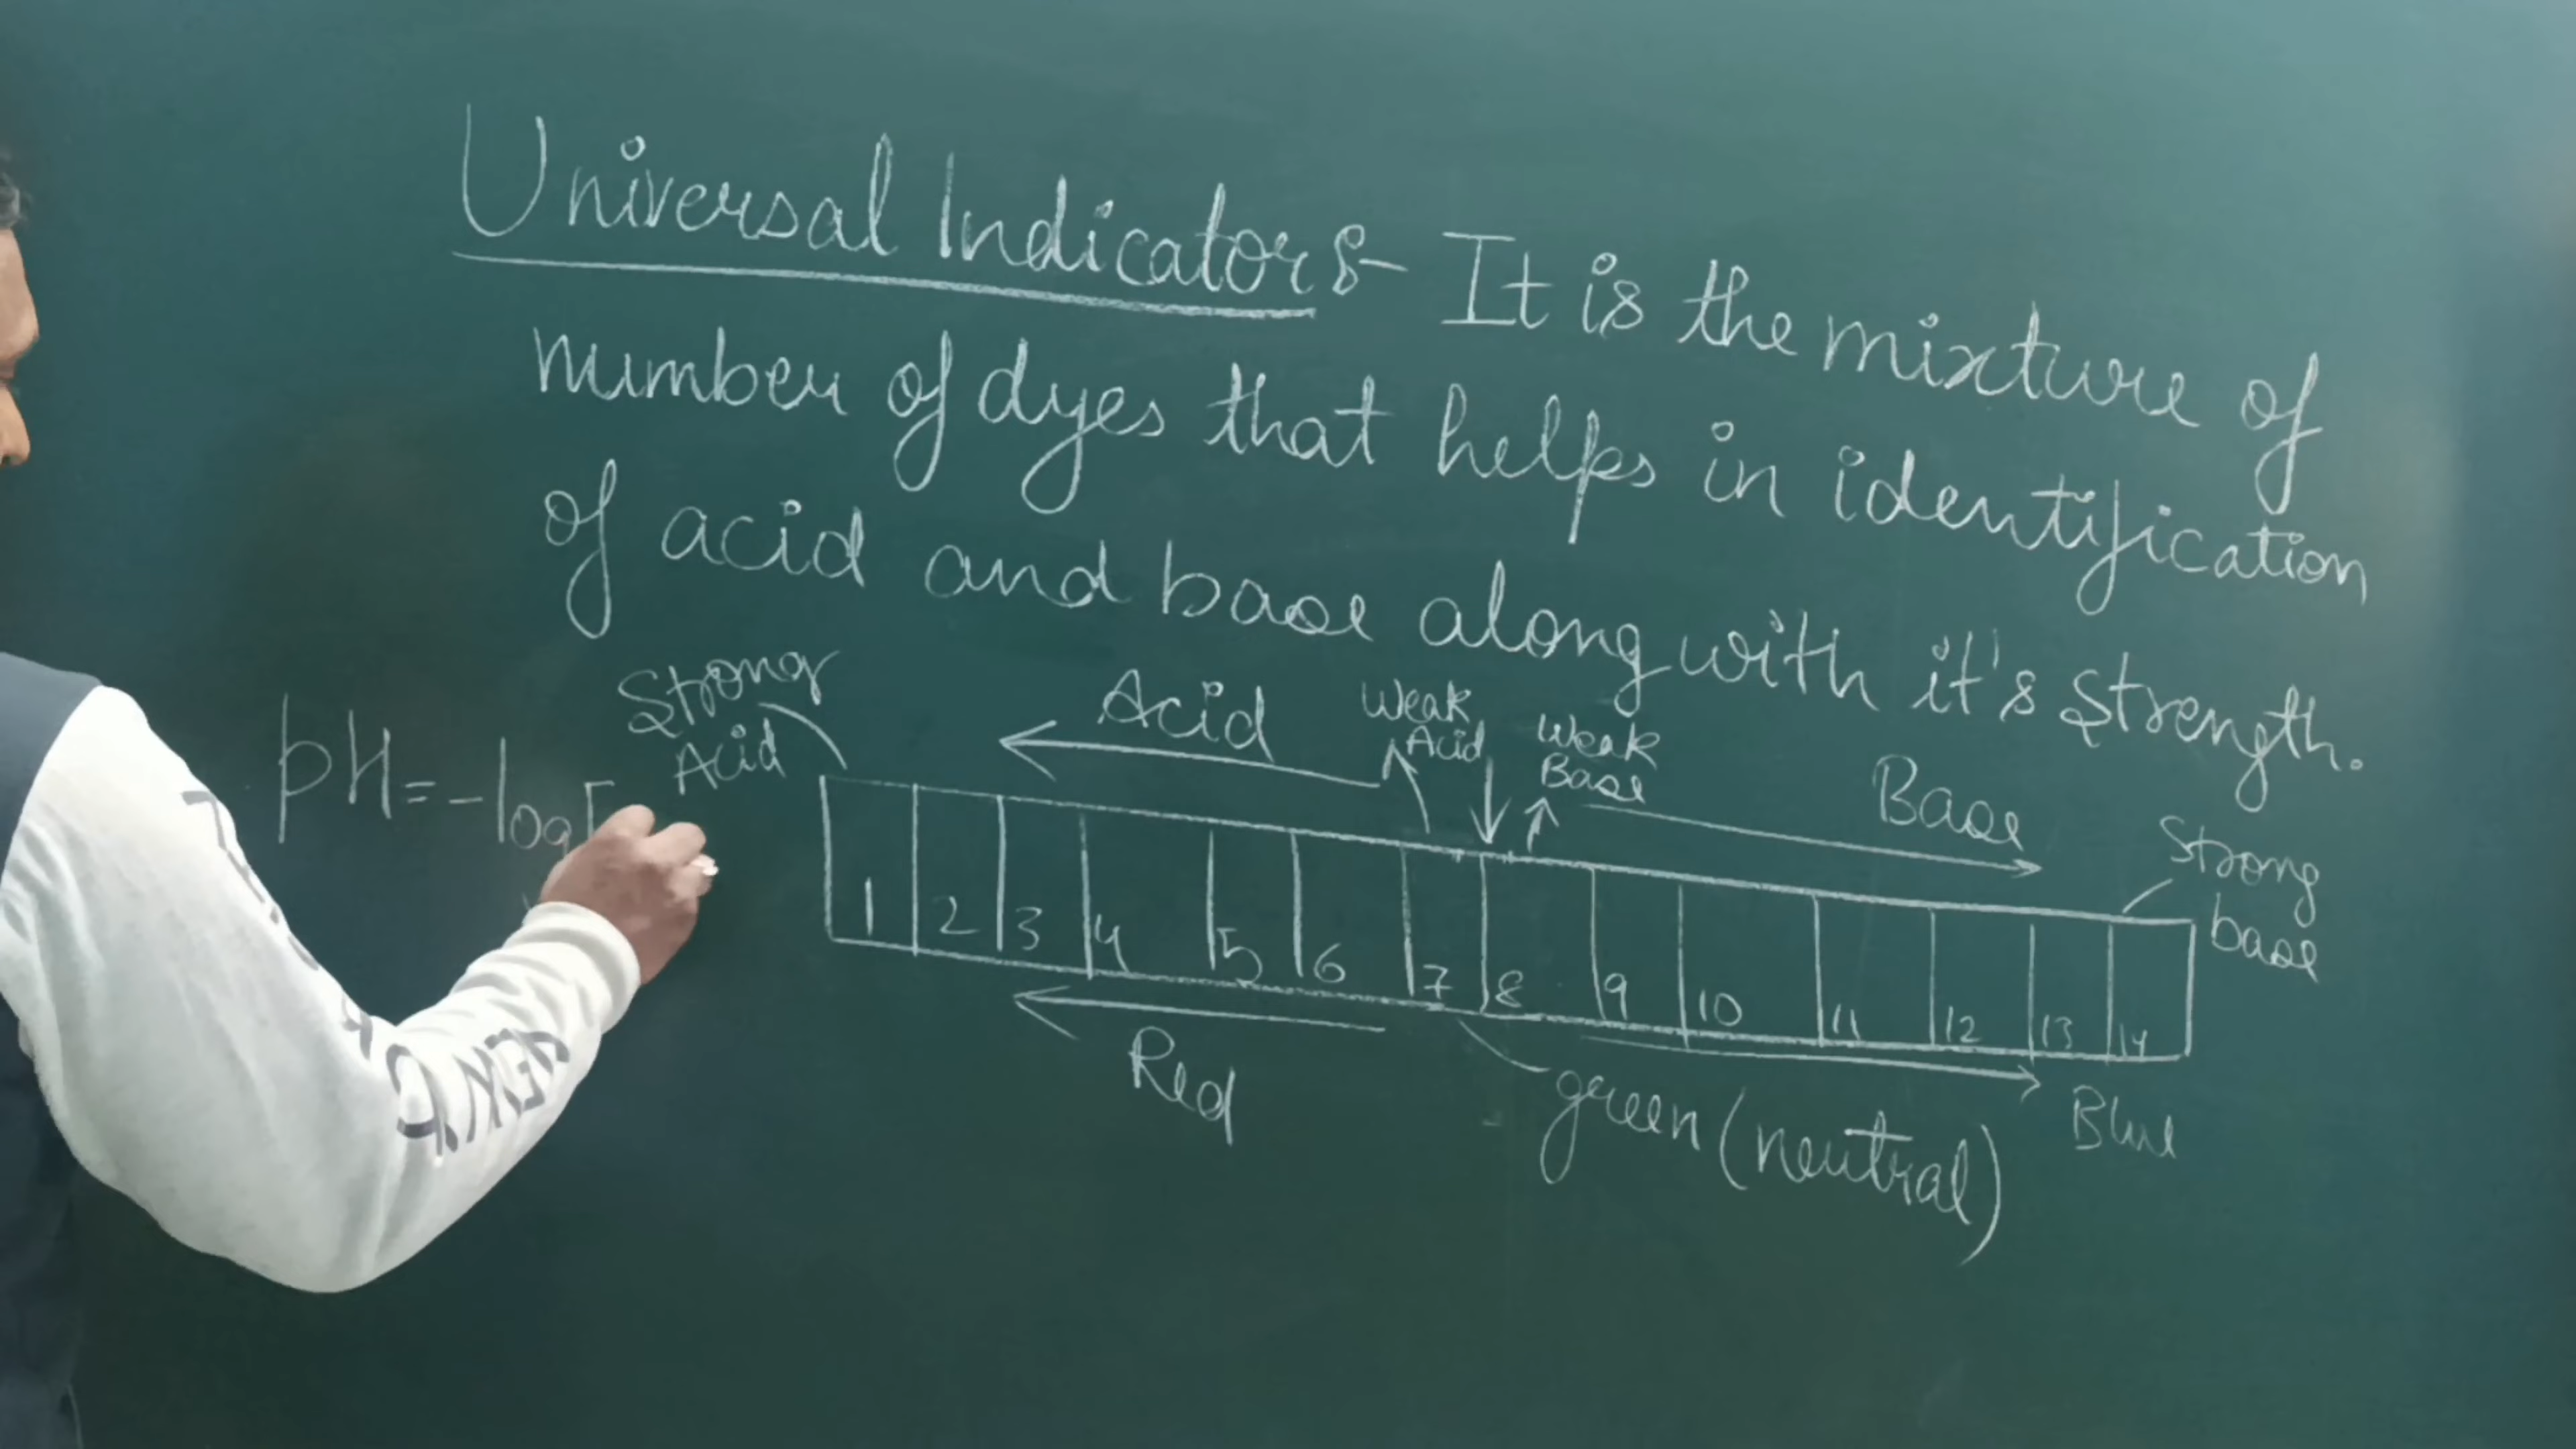 Universal Indicator :- It is the mixture of
number of dyes that helps in identification
of acid and base along with it's strength.
Strong
Acid
Acid
Weak
Acid
Weak
Base
Base
Strong
base
pH = -log[
1 2 3 4 5 6 7 8 9 10 11 12 13 14
Red
green (neutral)
Blue